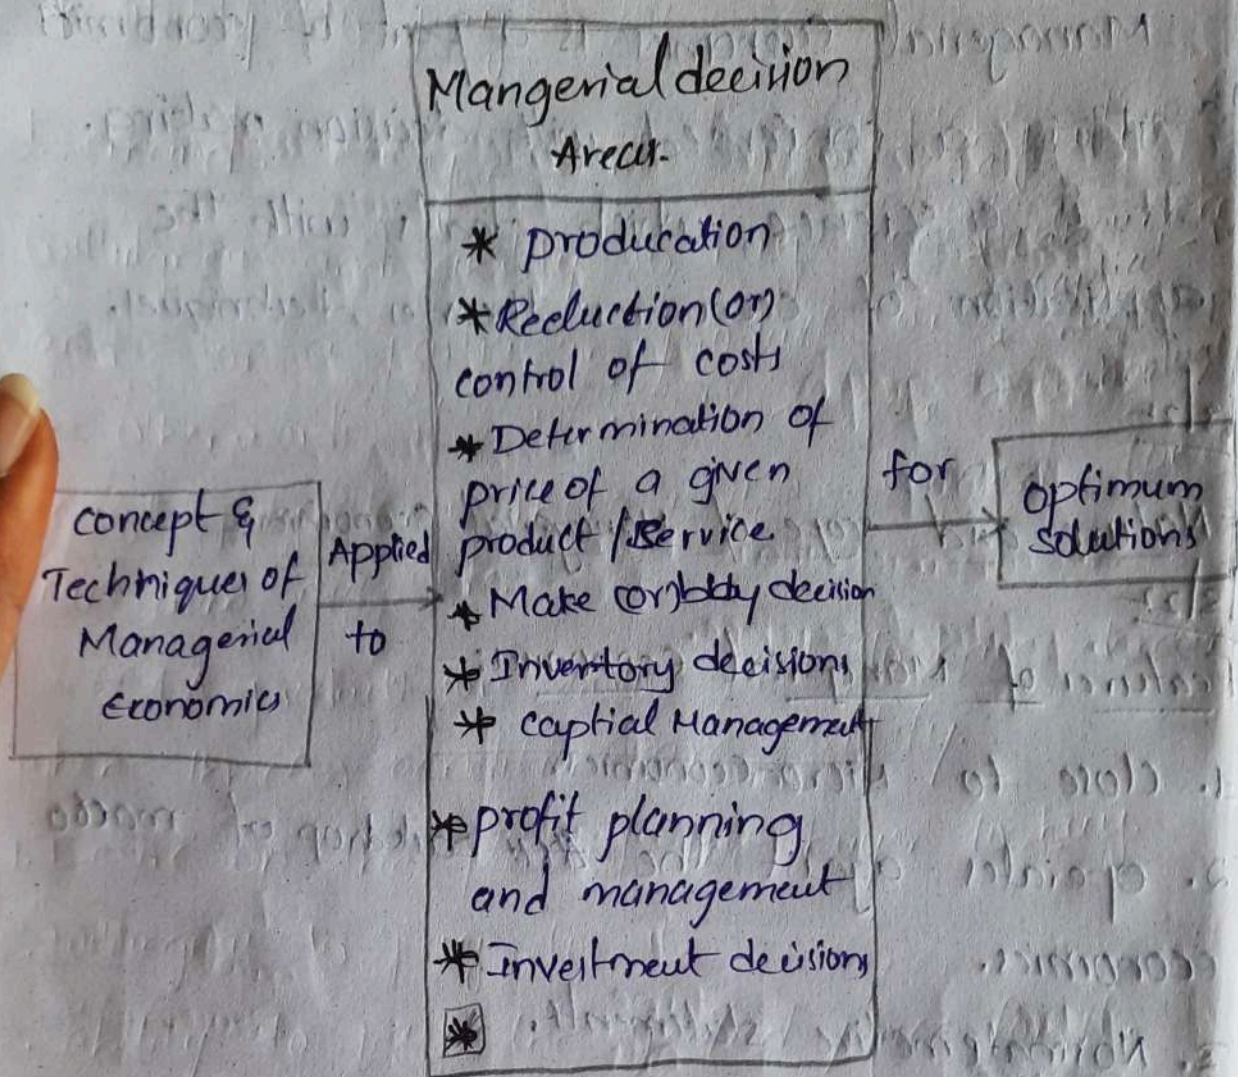 Mangerial decision
Areas.
* producation
* Reduction (or)
control of costs
* Determination of
price of a given
product / Service
* Make (or) buy decision
* Inventory decisions
* captial Management
* profit planning
and management
* Investment decisions
*
concept &
Techniques of
Managerial
Economics
Applied
to
for
optimum
solutions